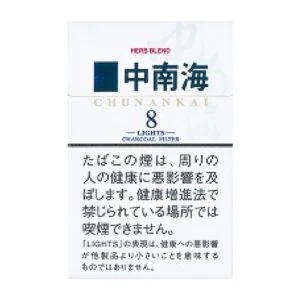 HERB BLEND
中南海
CHUNANKAI
8
LIGHTS
CHARCOAL FILTER
たばこの煙は、周りの
人の健康に悪影響を及
ぼします。健康増進法で
禁じられている場所では
喫煙できません。
「LIGHTS」の表現は、健康への悪影響
が他製品より小さいことを意味する
ものではありません。